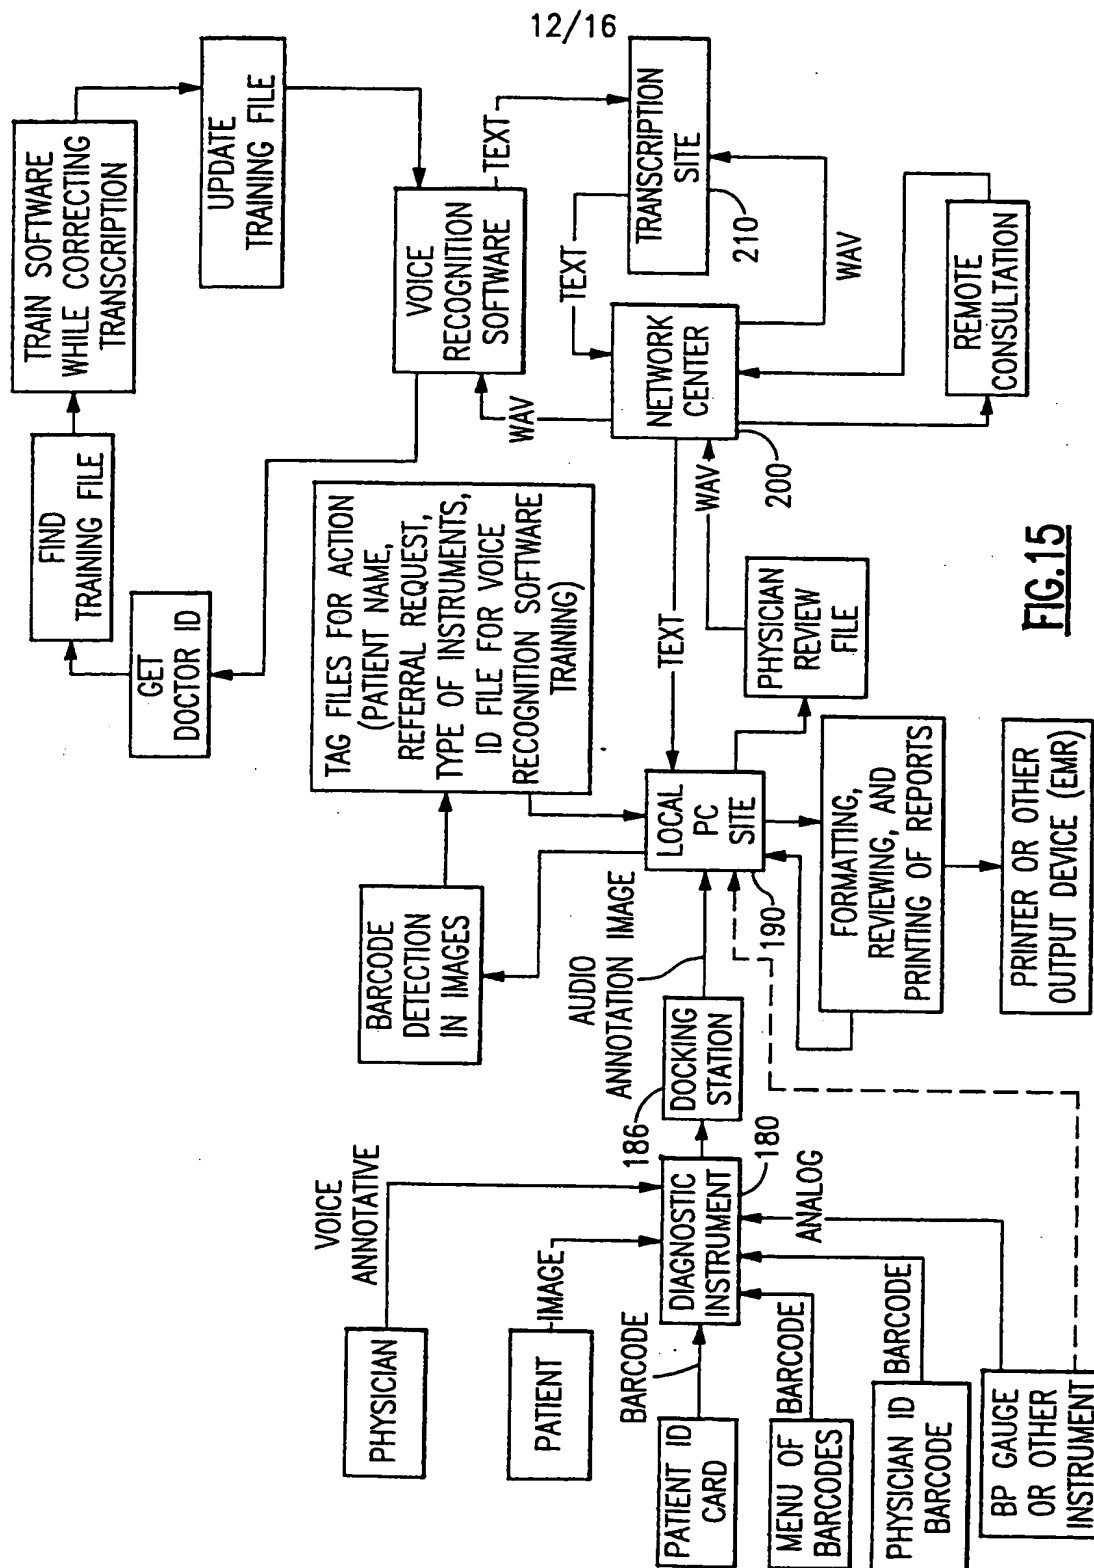 12/16
TRAIN SOFTWARE
WHILE CORRECTING
TRANSCRIPTION
UPDATE
TRAINING FILE
FIND
TRAINING FILE
GET
DOCTOR ID
VOICE
RECOGNITION
SOFTWARE
TEXT
TRANSCRIPTION
SITE
210
TEXT
WAV
NETWORK
CENTER
200
WAV
WAV
REMOTE
CONSULTATION
TAG FILES FOR ACTION
(PATIENT NAME,
REFERRAL REQUEST,
TYPE OF INSTRUMENTS,
ID FILE FOR VOICE
RECOGNITION SOFTWARE
TRAINING)
TEXT
PHYSICIAN
REVIEW
FILE
BARCODE
DETECTION
IN IMAGES
LOCAL
PC
SITE
190
FORMATTING,
REVIEWING, AND
PRINTING OF REPORTS
PRINTER OR OTHER
OUTPUT DEVICE (EMR)
AUDIO
ANNOTATION IMAGE
DOCKING
STATION
186
DIAGNOSTIC
INSTRUMENT
180
VOICE
ANNOTATIVE
PHYSICIAN
PATIENT
IMAGE
BARCODE
PATIENT ID
CARD
BARCODE
MENU OF
BARCODES
BARCODE
PHYSICIAN ID
BARCODE
ANALOG
BP GAUGE
OR OTHER
INSTRUMENT
FIG.15